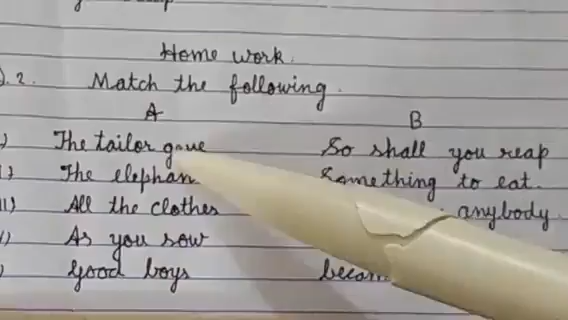 Home work.
2. Match the following.
A B
The tailor gave So shall you reap
The elephan Something to eat.
All the clothes anybody
As you sow
Good boys becam